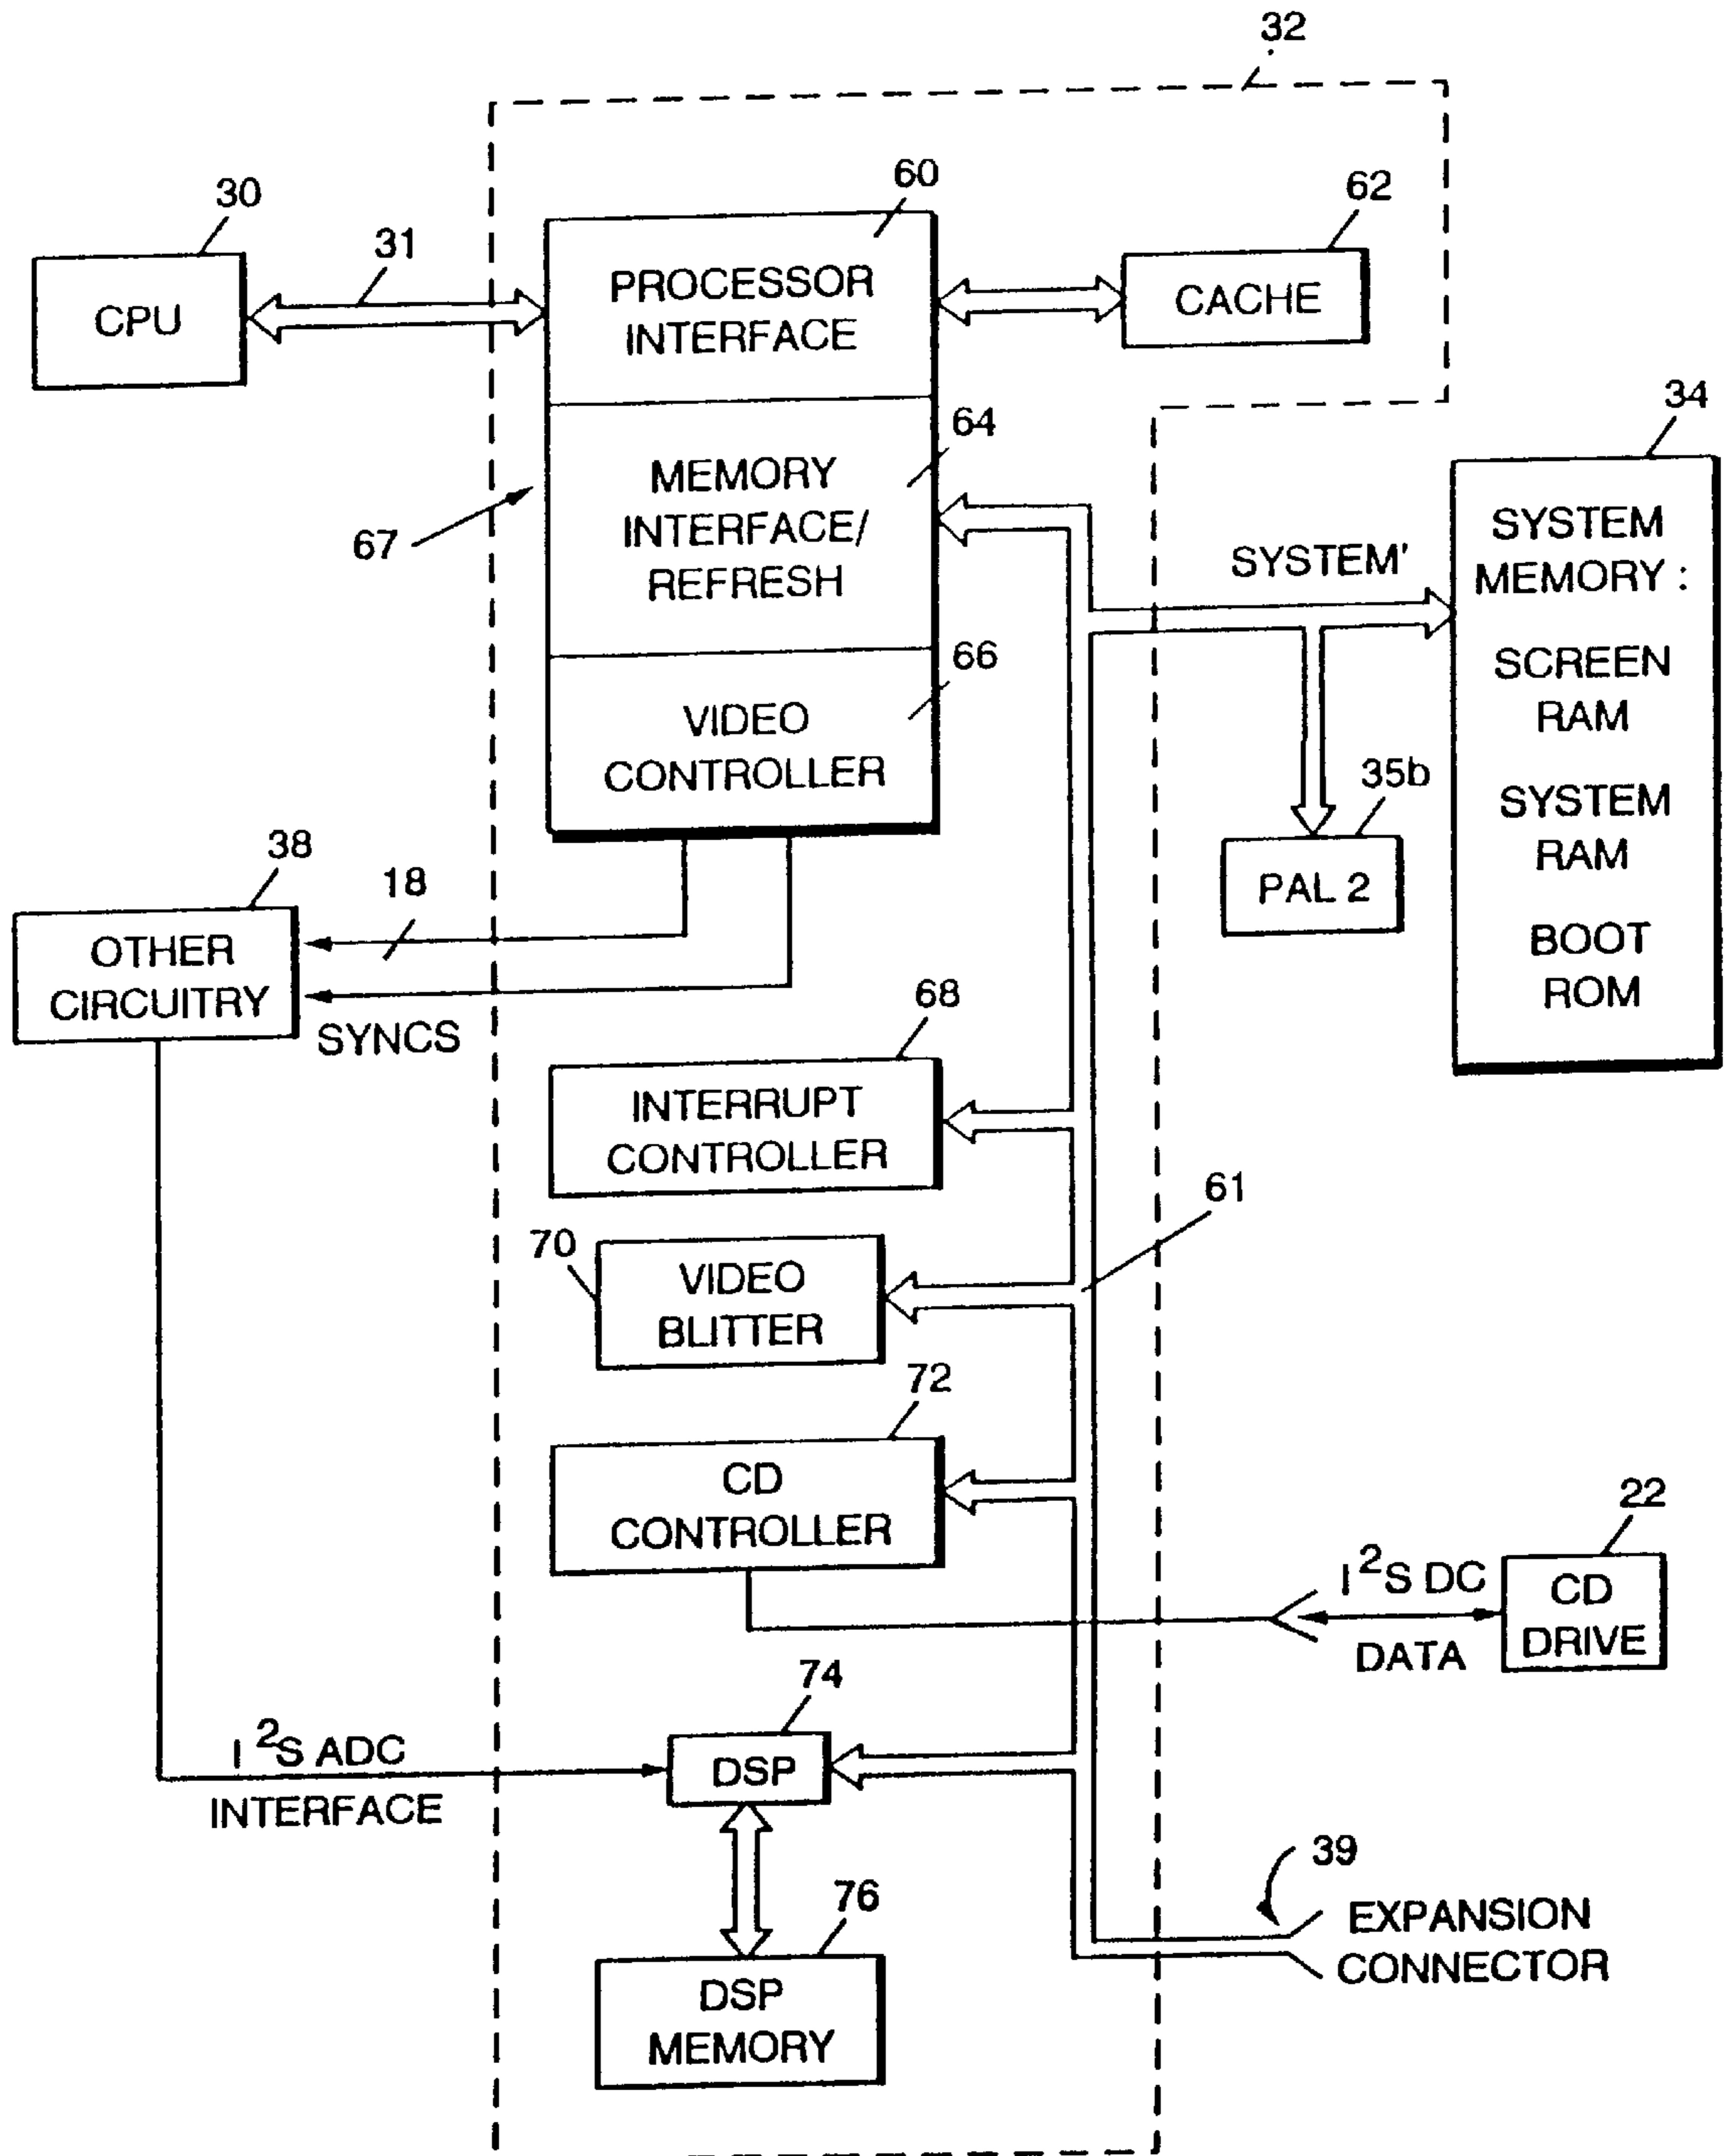 32
60
62
30
31
PROCESSOR
INTERFACE
CACHE
CPU
34
64
MEMORY
INTERFACE/
REFRESH
67
SYSTEM'
SYSTEM
MEMORY :
SCREEN
RAM
SYSTEM
RAM
BOOT
ROM
66
VIDEO
CONTROLLER
35b
PAL 2
38
18
OTHER
CIRCUITRY
SYNCS
68
INTERRUPT
CONTROLLER
61
70
VIDEO
BLITTER
72
CD
CONTROLLER
22
I²S DC
DATA
CD
DRIVE
74
DSP
I²S ADC
INTERFACE
39
EXPANSION
CONNECTOR
76
DSP
MEMORY